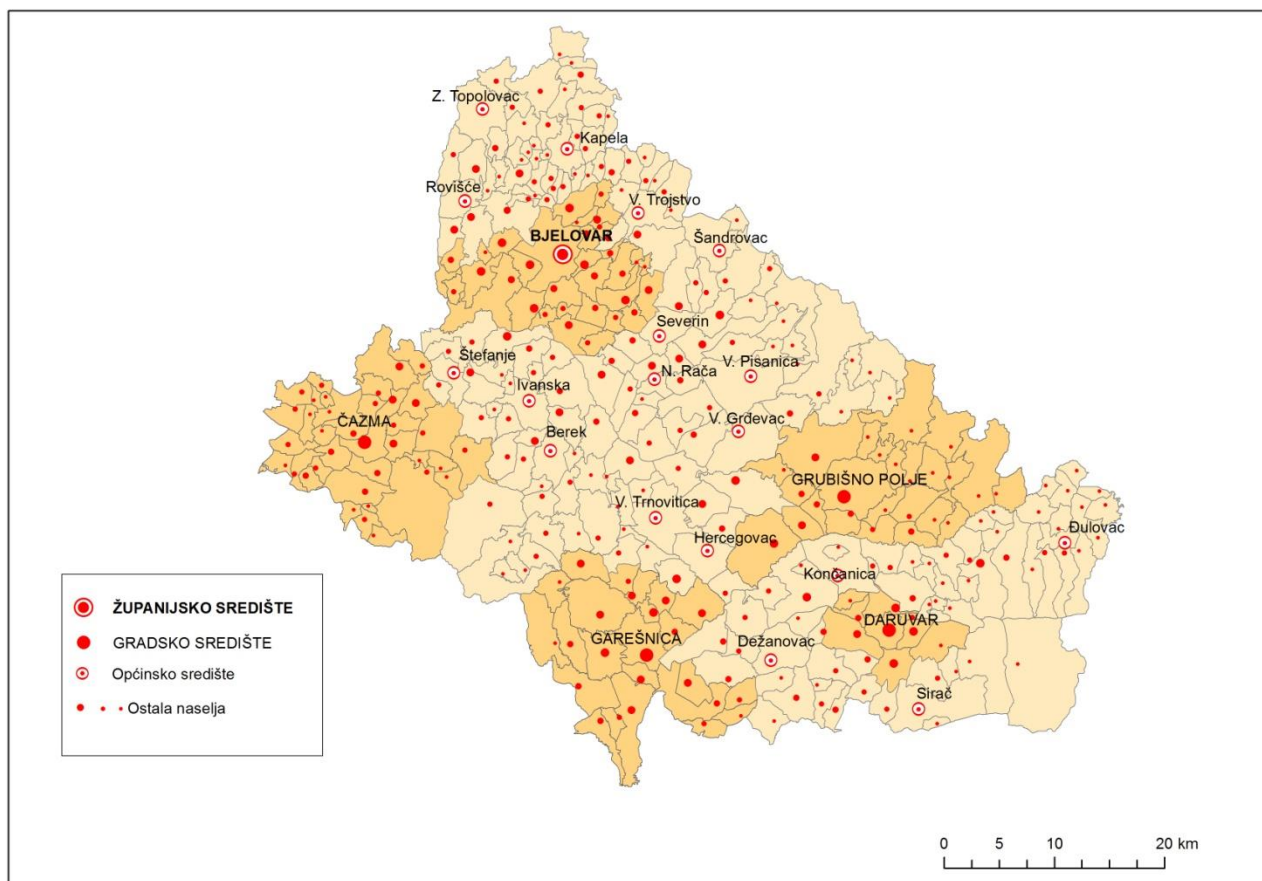 Z. Topolovac
Kapela
Rovišće
V. Trojstvo
BJELOVAR
Šandrovac
Severin
Štefanje
N. Rača
V. Pisanica
Ivanska
ČAZMA
V. Grđevac
Berek
GRUBIŠNO POLJE
V. Trnovitica
Đulovac
Hercegovac
Končanica
DARUVAR
GAREŠNICA
Dežanovac
Sirač
ŽUPANIJSKO SREDIŠTE
GRADSKO SREDIŠTE
Općinsko središte
Ostala naselja
0 5 10 20 km